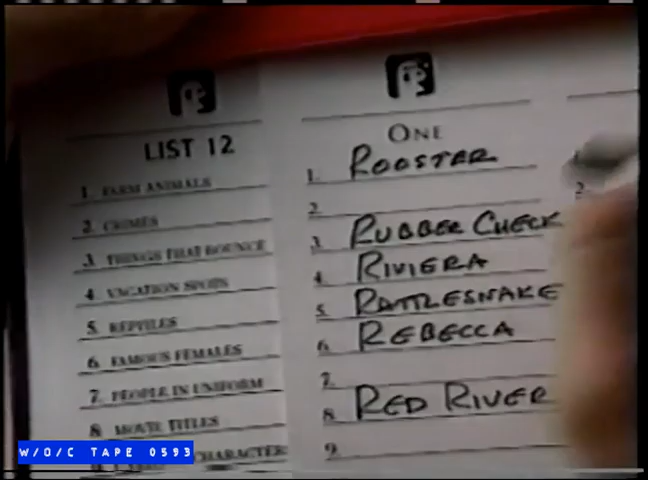 LIST 12
1. FARM ANIMALS
2. CRIMES
3. THINGS THAT BOUNCE
4. VACATION SPOTS
5. REPTILES
6. FAMOUS FEMALES
7. PEOPLE IN UNIFORM
8. MOVIE TITLES
CHARACTER
ONE
1. ROOSTER
2.
3. RUBBER CHECK
4. RIVIERA
5. RATTLESNAKE
6. REBECCA
7.
8. RED RIVER
9.
2.
W/O/C TAPE 0593